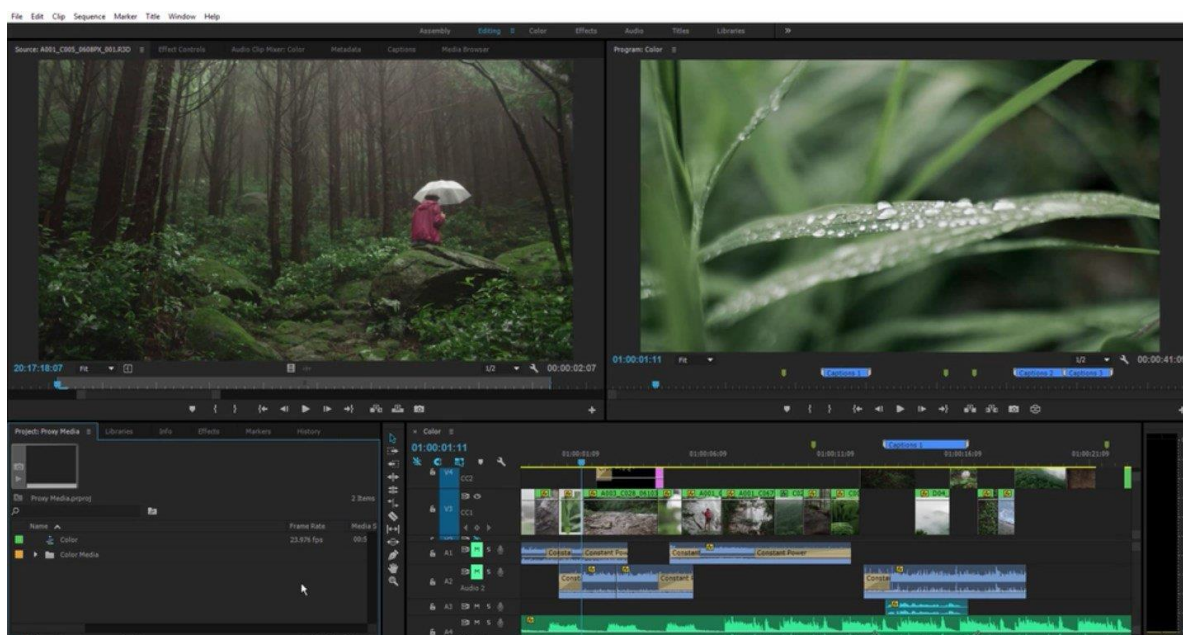 File Edit Clip Sequence Marker Title Window Help
Assembly Editing Color Effects Audio Titles Libraries
Source: A001_C005_0608PX_001.R3D Effect Controls Audio Clip Mixer: Color Metadata Captions Media Browser
Program: Color
20:17:18:07 Fit 1/2 00:00:02:07
01:00:01:11 Fit 1/2
Captions 1 Captions 2 Captions 3
Project: Proxy Media Libraries Info Effects Markers History
Proxy Media.prproj 2 Items
Name Frame Rate Media S
Color 23.976 fps
Color Media
× Color
01:00:01:11
Captions 1
01:00:01:09 01:00:06:09 01:00:11:09 01:00:16:09 01:00:21:09
V4 CC2
V3 CC1
A1 M S
Constant Pow Constant Constant Power
A2 M S
Audio 2
Const Constant Consta
A3 M S
M S
A4